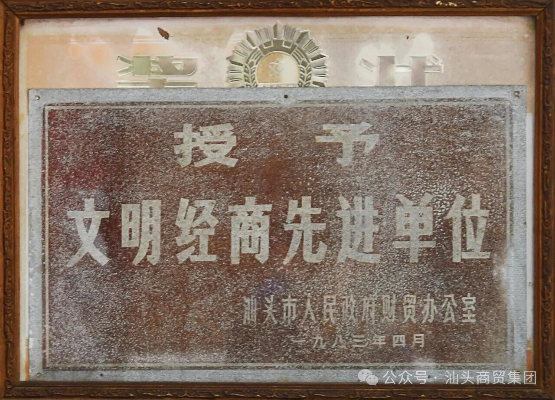 奖 状
授 予
文明经商先进单位
汕头市人民政府财贸办公室
一九八三年四月
公众号·汕头商贸集团